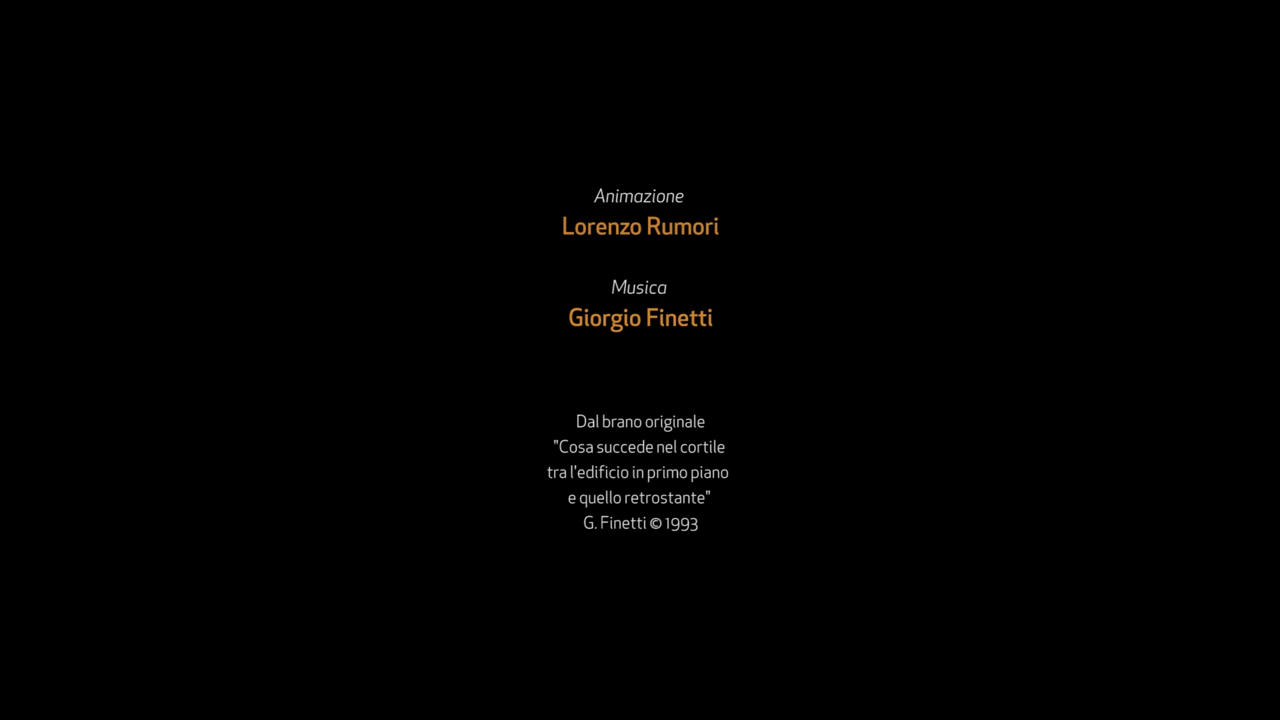 Animazione
Lorenzo Rumori
Musica
Giorgio Finetti
Dal brano originale
"Cosa succede nel cortile
tra l'edificio in primo piano
e quello retrostante"
G. Finetti © 1993